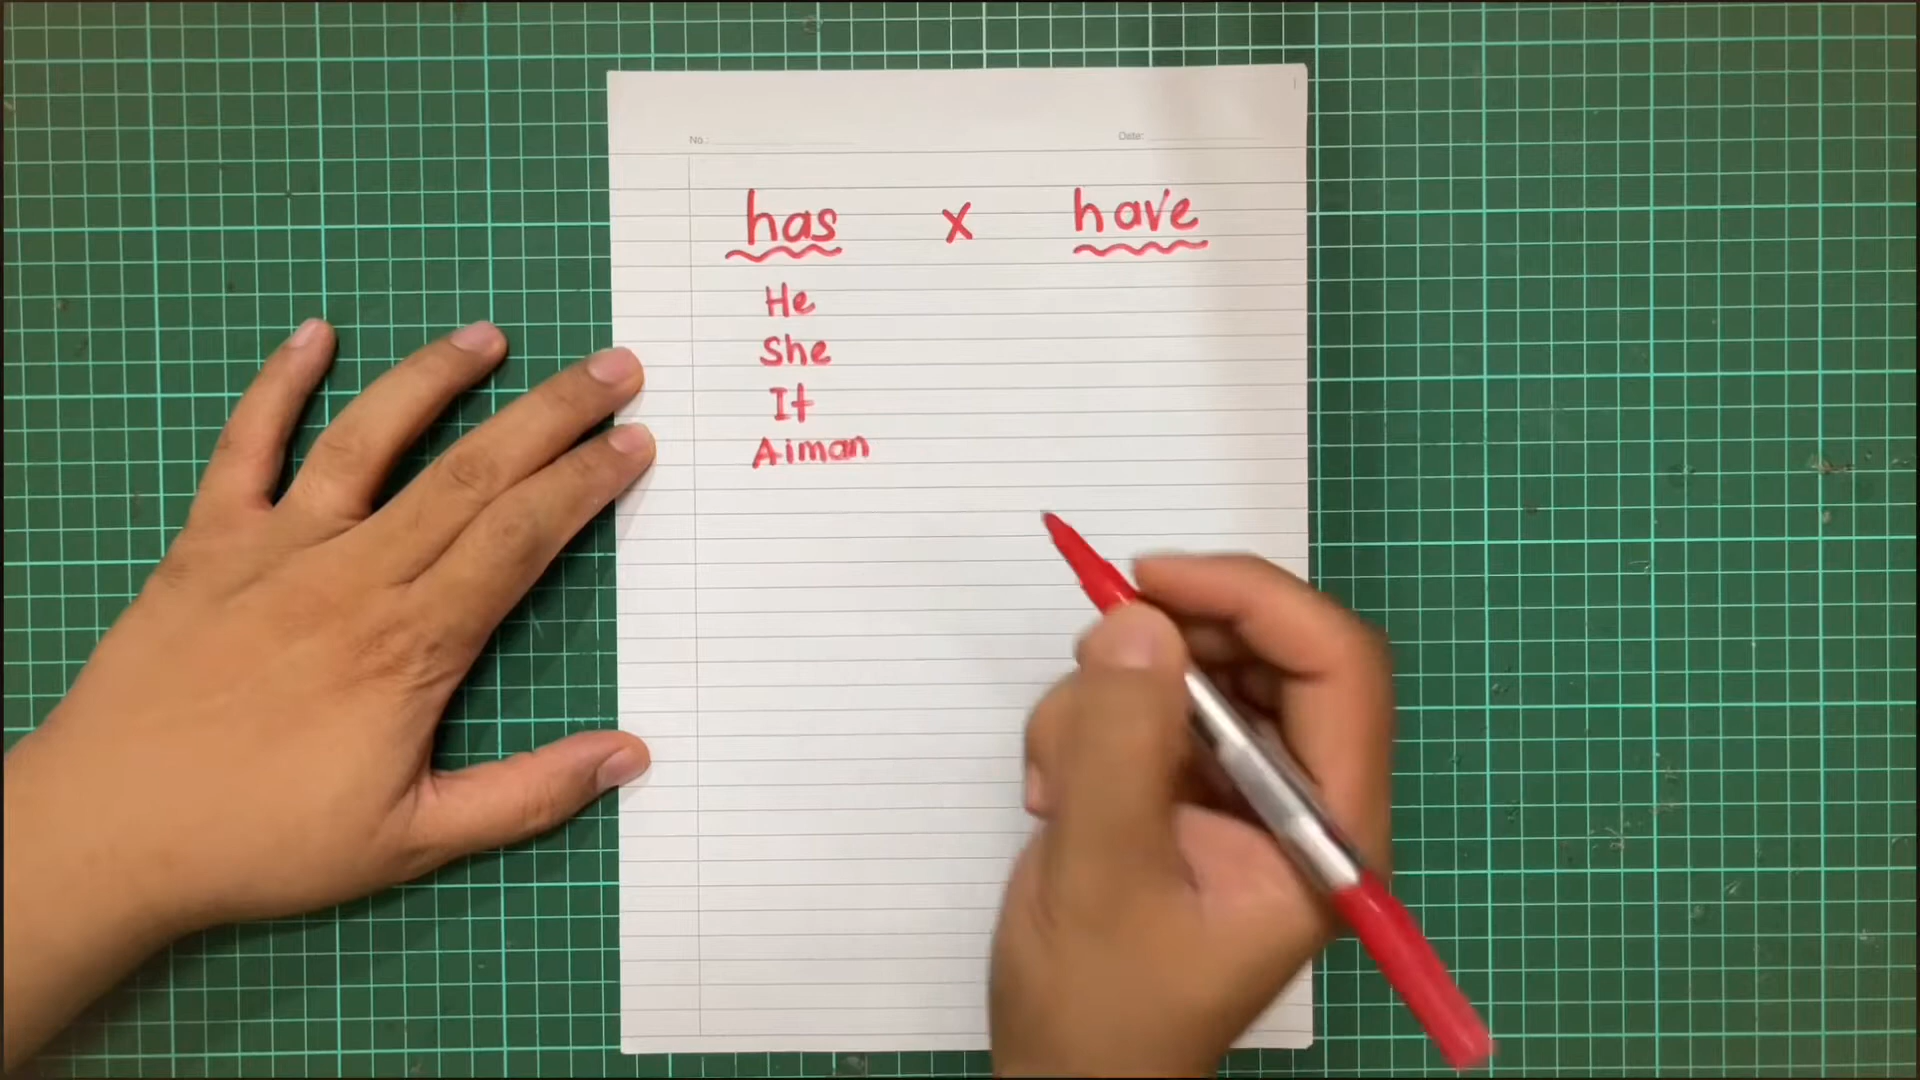 No.: Date:
has x have
He
She
It
Aiman